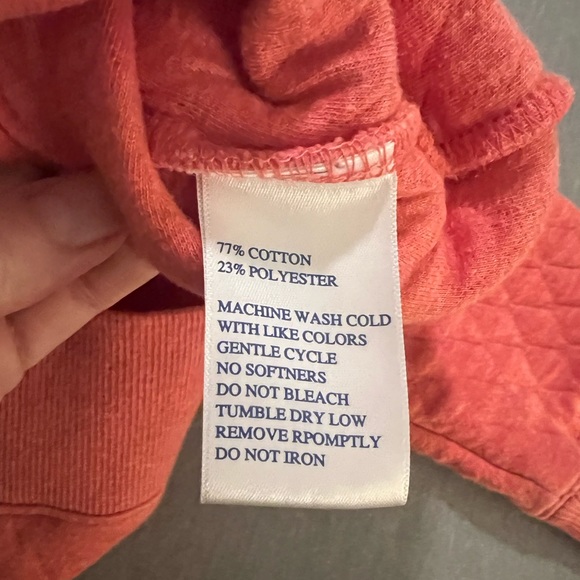 77% COTTON
23% POLYESTER
MACHINE WASH COLD
WITH LIKE COLORS
GENTLE CYCLE
NO SOFTNERS
DO NOT BLEACH
TUMBLE DRY LOW
REMOVE RPOMPTLY
DO NOT IRON